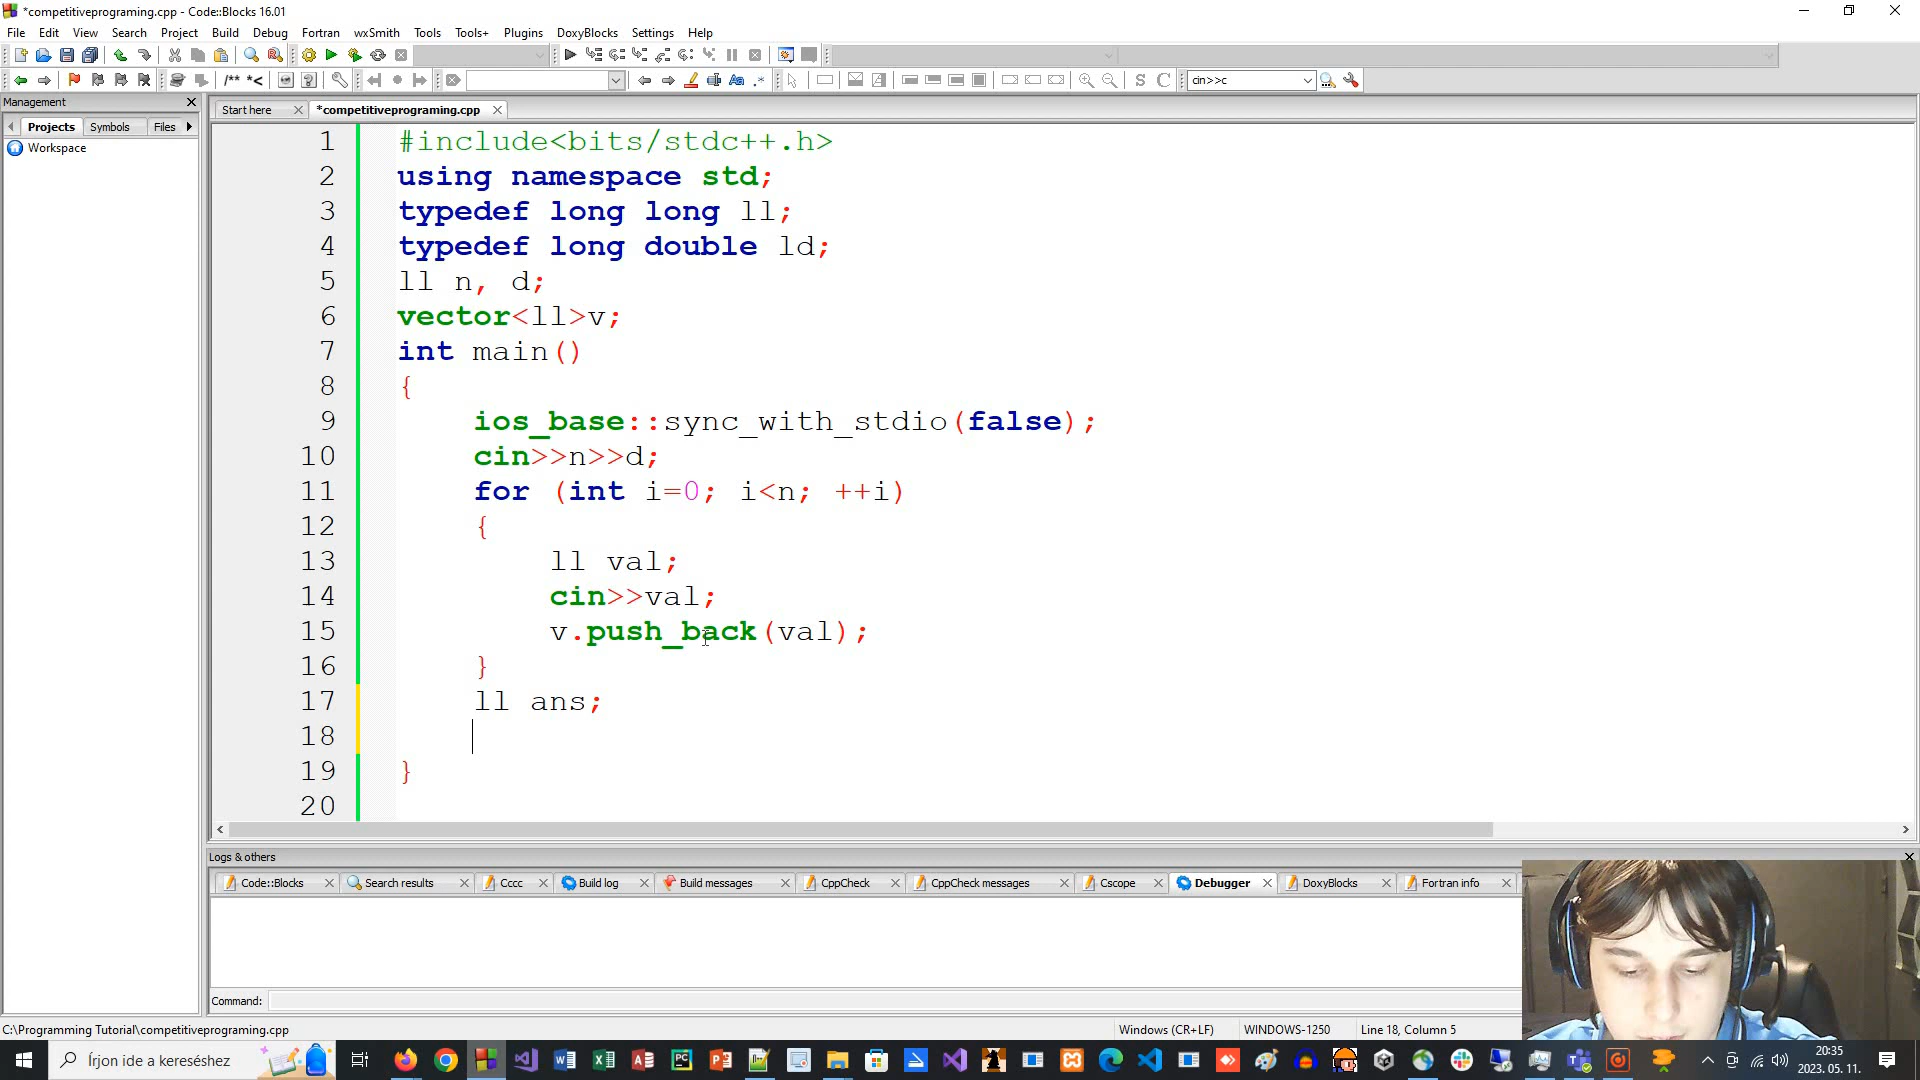 *competitiveprograming.cpp - Code::Blocks 16.01
File Edit View Search Project Build Debug Fortran wxSmith Tools Tools+ Plugins DoxyBlocks Settings Help
/** *< S C cin>>c
Management
Start here *competitiveprograming.cpp
Projects Symbols Files
Workspace
1 #include<bits/stdc++.h>
2 using namespace std;
3 typedef long long ll;
4 typedef long double ld;
5 ll n, d;
6 vector<ll>v;
7 int main()
8 {
9 ios_base::sync_with_stdio(false);
10 cin>>n>>d;
11 for (int i=0; i<n; ++i)
12 {
13 ll val;
14 cin>>val;
15 v.push_back(val);
16 }
17 ll ans;
18
19 }
20
Logs & others
Code::Blocks Search results Cccc Build log Build messages CppCheck CppCheck messages Cscope Debugger DoxyBlocks Fortran info
Command:
C:\Programming Tutorial\competitiveprograming.cpp Windows (CR+LF) WINDOWS-1250 Line 18, Column 5
Írjon ide a kereséshez
20:35
2023. 05. 11.